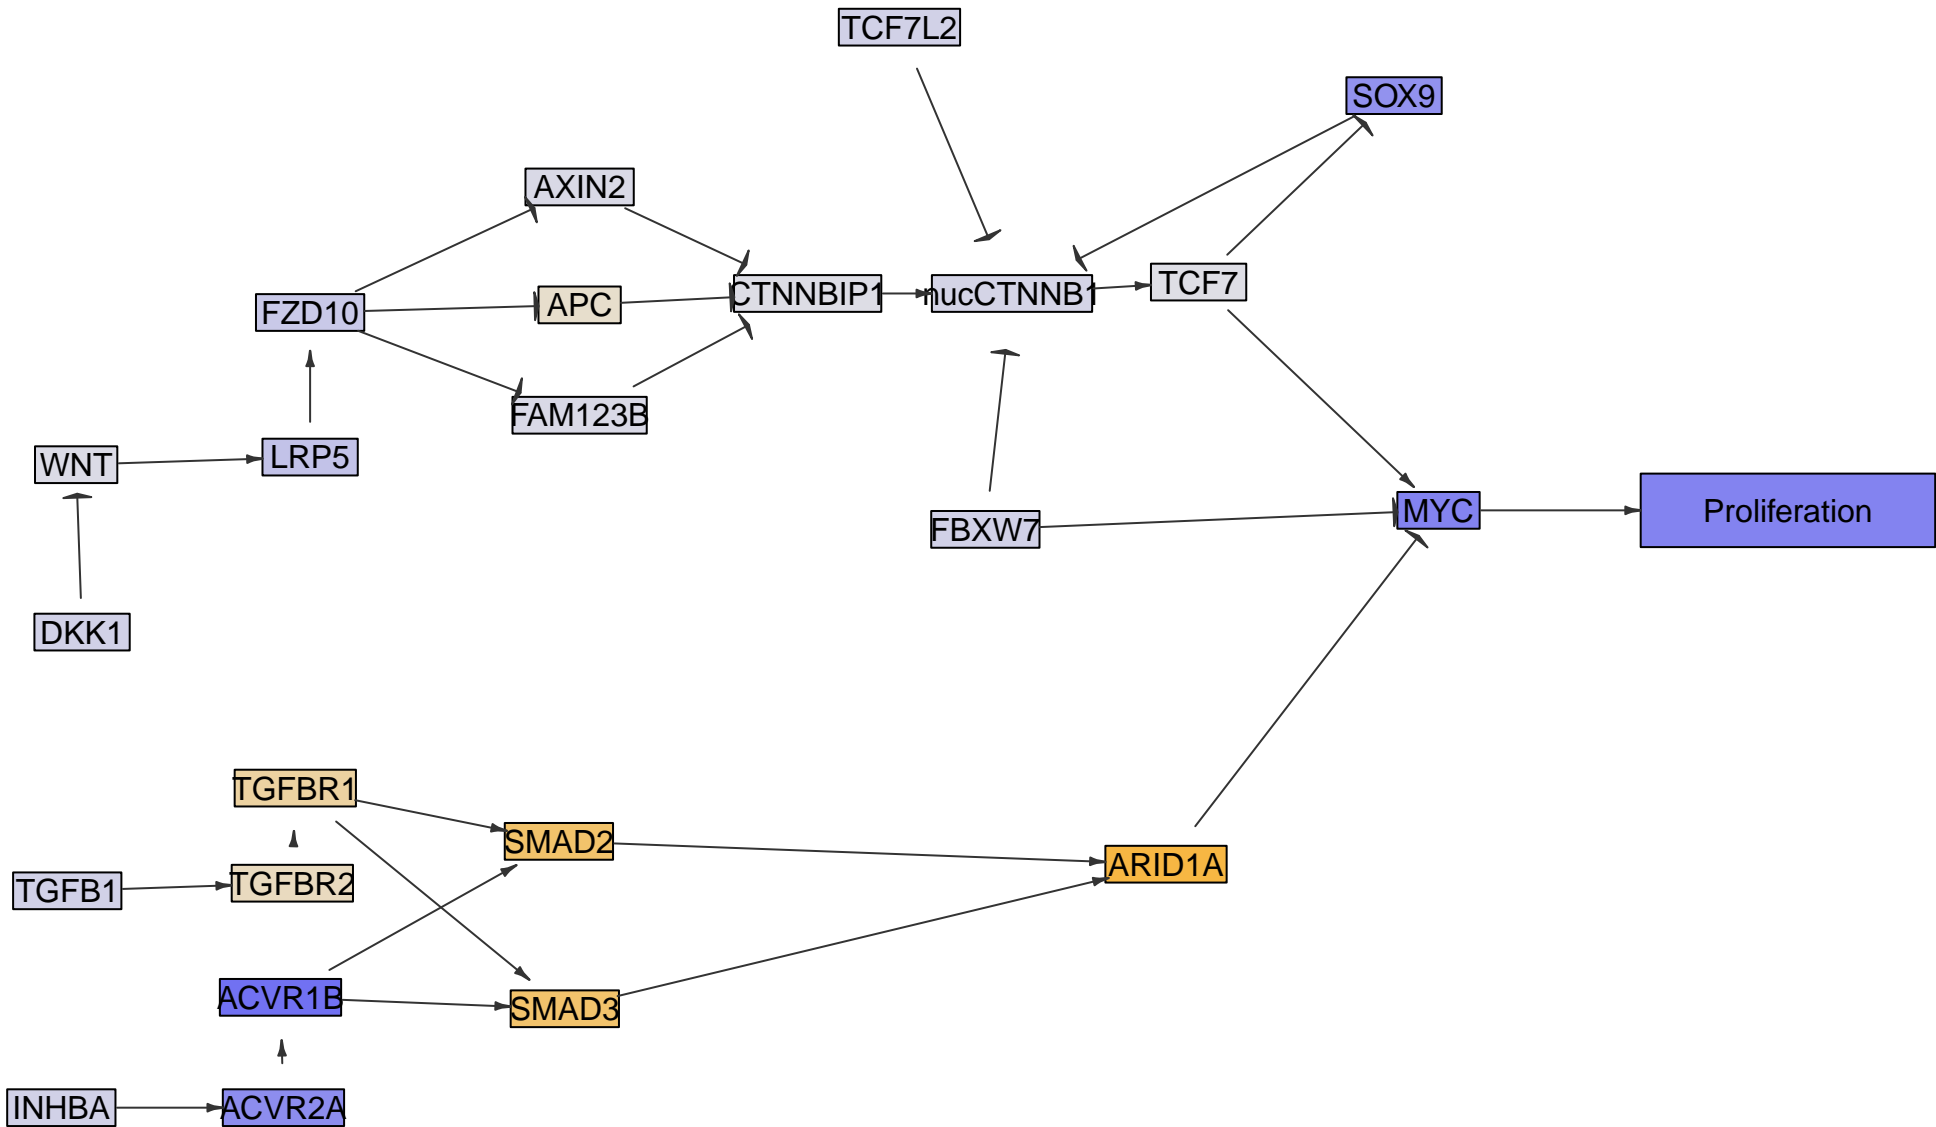 TCF7L2
SOX9
AXIN2
FZD10
APC
CTNNBIP1
nucCTNNB1
TCF7
FAM123B
WNT
LRP5
FBXW7
MYC
Proliferation
DKK1
TGFBR1
SMAD2
ARID1A
TGFB1
TGFBR2
ACVR1B
SMAD3
INHBA
ACVR2A